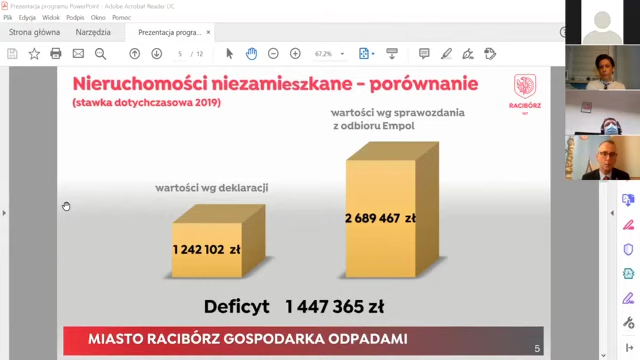 Prezentacja programu PowerPoint - Adobe Acrobat Reader DC
Plik Edycja Widok Podpis Okno Pomoc
Strona główna Narzędzia Prezentacja progra... ×
5 / 12 67,2%
Nieruchomości niezamieszkane – porównanie
(stawka dotychczasowa 2019)
RACIBÓRZ
wartości wg sprawozdania
z odbioru Empol
wartości wg deklaracji
2 689 467 zł
1 242 102 zł
Deficyt 1 447 365 zł
MIASTO RACIBÓRZ GOSPODARKA ODPADAMI
5